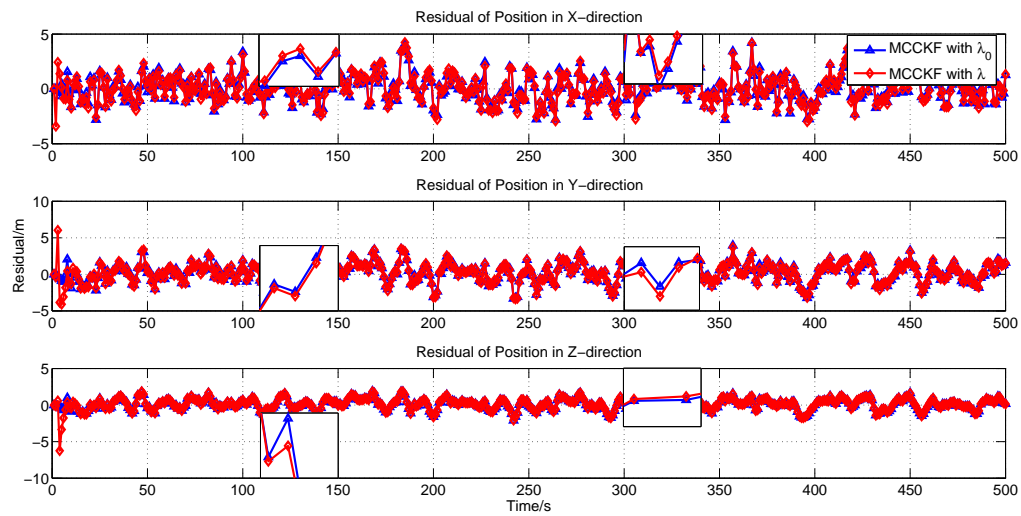 Residual of Position in X−direction
5
0
−5
0 50 100 150 200 250 300 350 400 450 500
MCCKF with λ0
MCCKF with λ
Residual of Position in Y−direction
Residual/m
10
5
0
−5
0 50 100 150 200 250 300 350 400 450 500
Residual of Position in Z−direction
5
0
−5
−10
0 50 100 150 200 250 300 350 400 450 500
Time/s